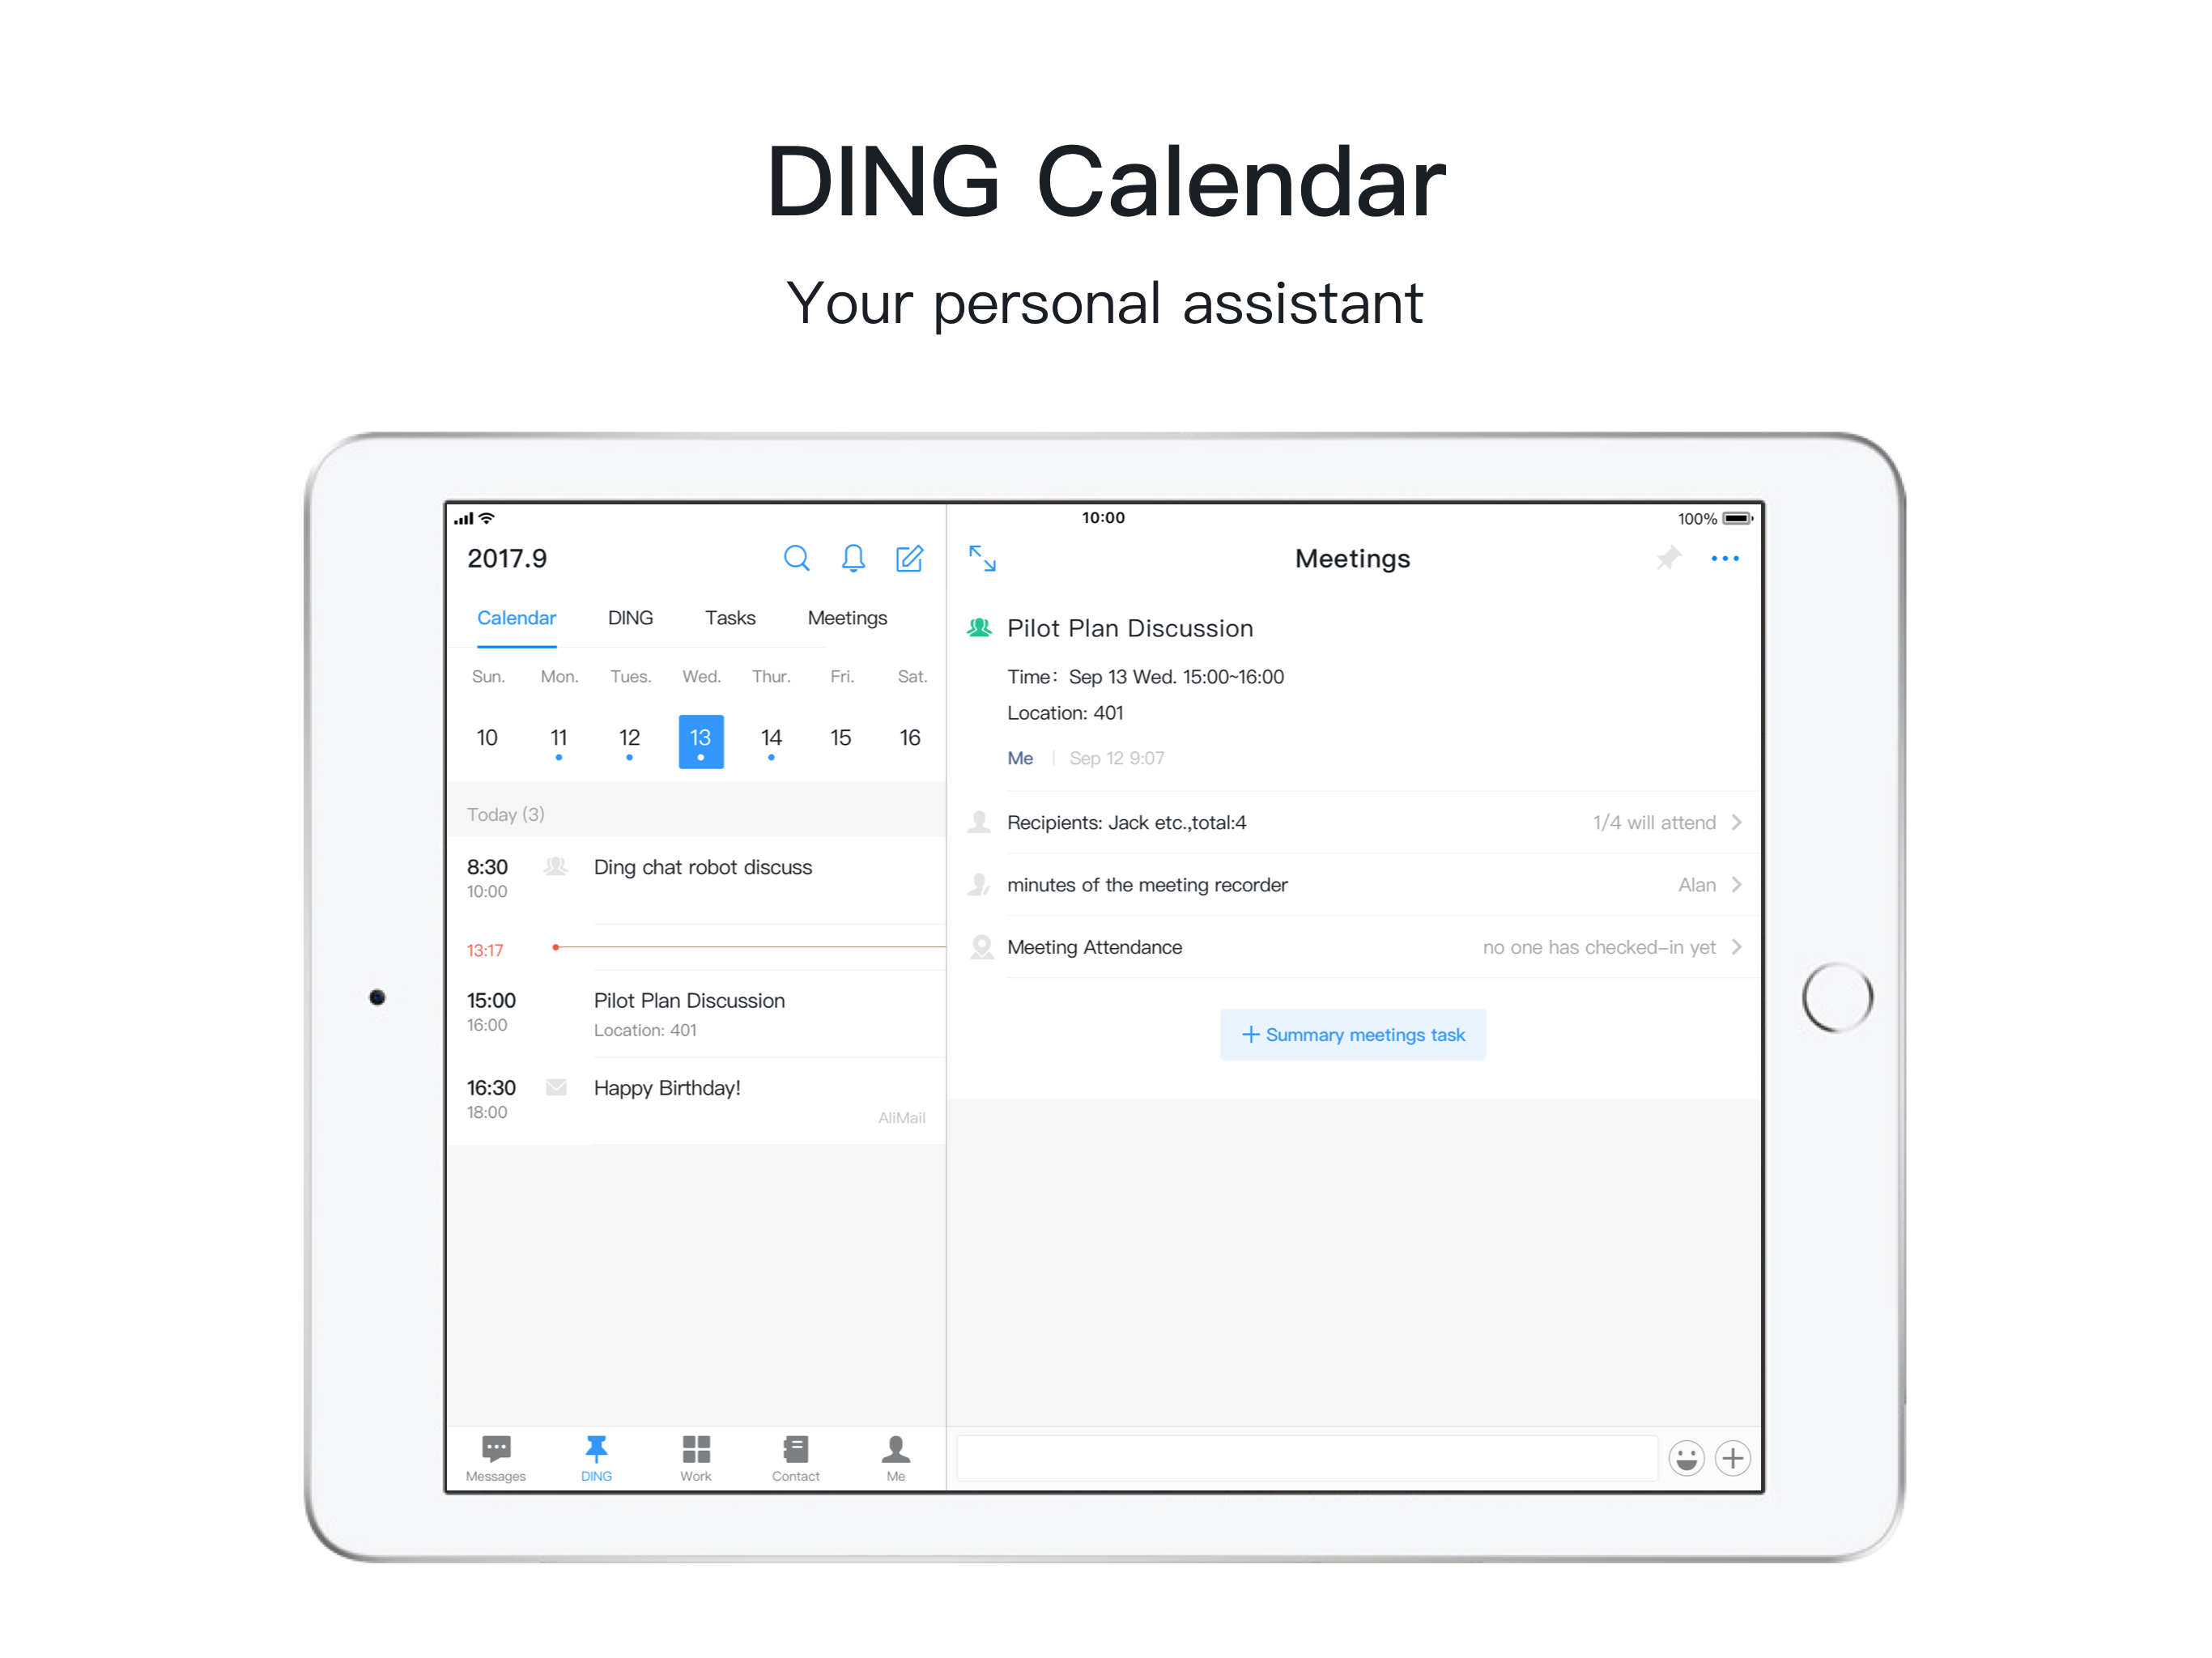 DING Calendar
Your personal assistant
10:00
100%
2017.9
Calendar DING Tasks Meetings
Sun. Mon. Tues. Wed. Thur. Fri. Sat.
10 11 12 13 14 15 16
Today (3)
8:30 Ding chat robot discuss
10:00
13:17
15:00 Pilot Plan Discussion
16:00 Location: 401
16:30 Happy Birthday!
18:00
AliMail
Messages DING Work Contact Me
Meetings
Pilot Plan Discussion
Time: Sep 13 Wed. 15:00~16:00
Location: 401
Me Sep 12 9:07
Recipients: Jack etc.,total:4 1/4 will attend
minutes of the meeting recorder Alan
Meeting Attendance no one has checked-in yet
+ Summary meetings task